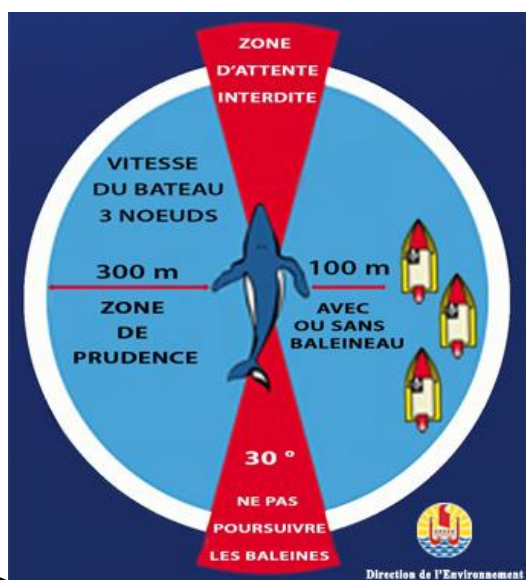 ZONE
D'ATTENTE
INTERDITE
VITESSE
DU BATEAU
3 NOEUDS
300 m
100 m
ZONE
DE
PRUDENCE
AVEC
OU SANS
BALEINEAU
30 °
NE PAS
POURSUIVRE
LES BALEINES
Direction de l'Environnement